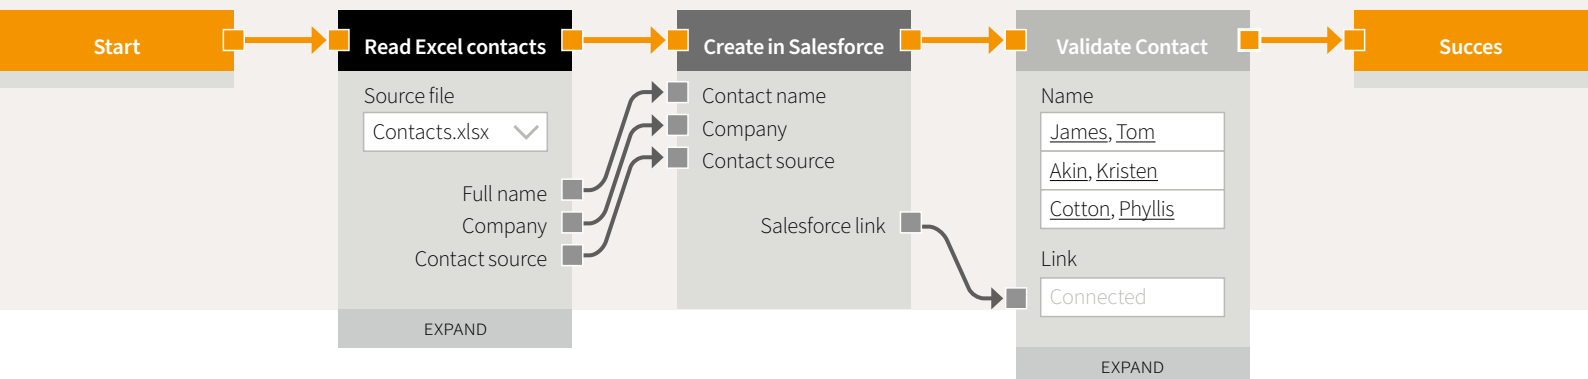 Start
Read Excel contacts
Create in Salesforce
Validate Contact
Succes
Source file
Contacts.xlsx
Full name
Company
Contact source
EXPAND
Contact name
Company
Contact source
Salesforce link
Name
James, Tom
Akin, Kristen
Cotton, Phyllis
Link
Connected
EXPAND